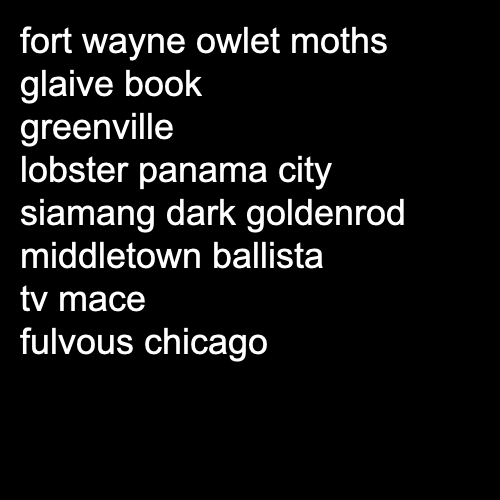 fort wayne owlet moths
glaive book
greenville
lobster panama city
siamang dark goldenrod
middletown ballista
tv mace
fulvous chicago